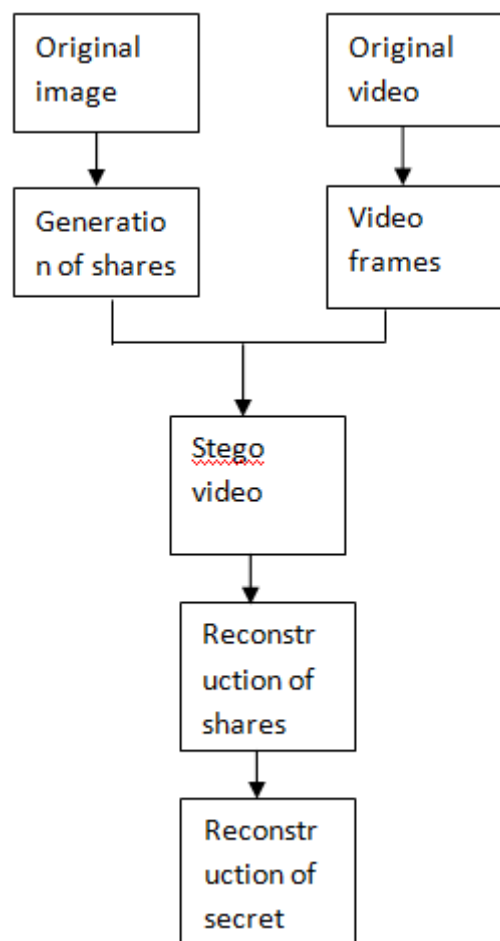 Original
image
Original
video
Generatio
n of shares
Video
frames
Stego
video
Reconstr
uction of
shares
Reconstr
uction of
secret